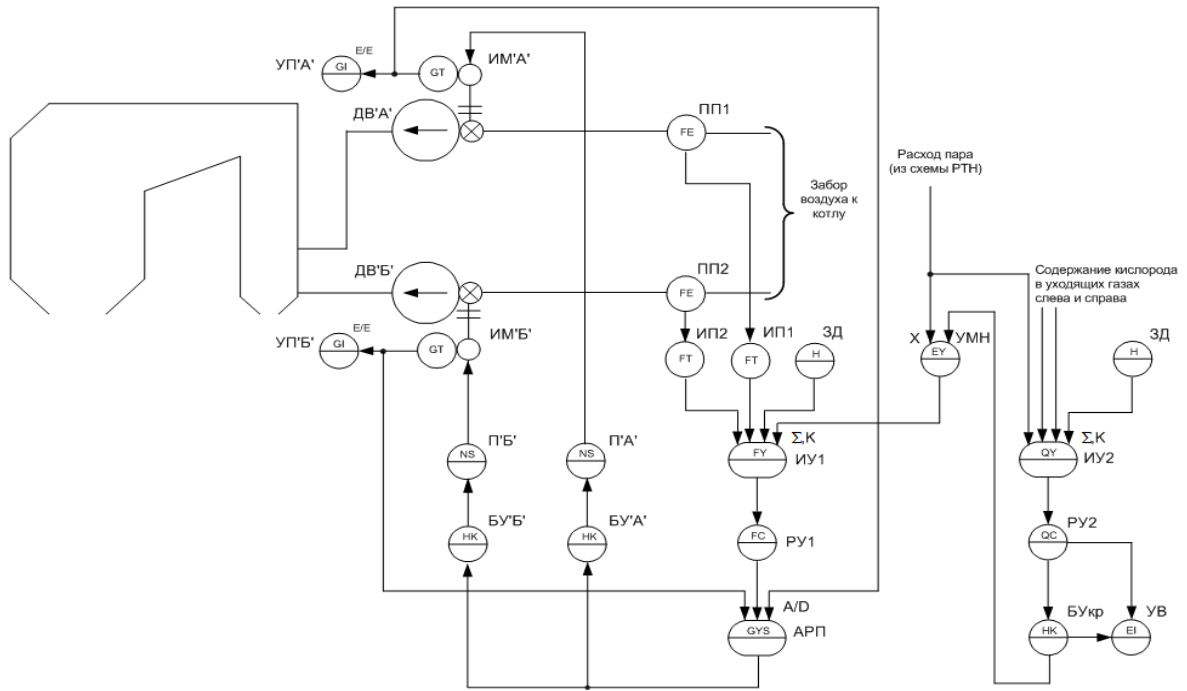 E/E
УП'А'
GI
GT
ИМ'А'
ДВ'А'
ПП1
FE
Расход пара
(из схемы РТН)
Забор
воздуха к
котлу
ДВ'Б'
ПП2
FE
Содержание кислорода
в уходящих газах
слева и справа
E/E
УП'Б'
GI
GT
ИМ'Б'
ИП2
FT
ИП1
FT
ЗД
H
X
УМН
EY
ЗД
H
П'Б'
NS
П'А'
NS
Σ,K
FY
ИУ1
Σ,K
QY
ИУ2
БУ'Б'
HK
БУ'А'
HK
FC
РУ1
РУ2
QC
A/D
GYS
АРП
БУкр
HK
УВ
EI